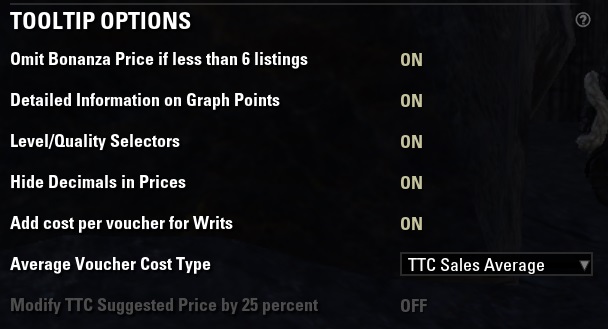 TOOLTIP OPTIONS
Omit Bonanza Price if less than 6 listings ON
Detailed Information on Graph Points ON
Level/Quality Selectors ON
Hide Decimals in Prices ON
Add cost per voucher for Writs ON
Average Voucher Cost Type TTC Sales Average
Modify TTC Suggested Price by 25 percent OFF